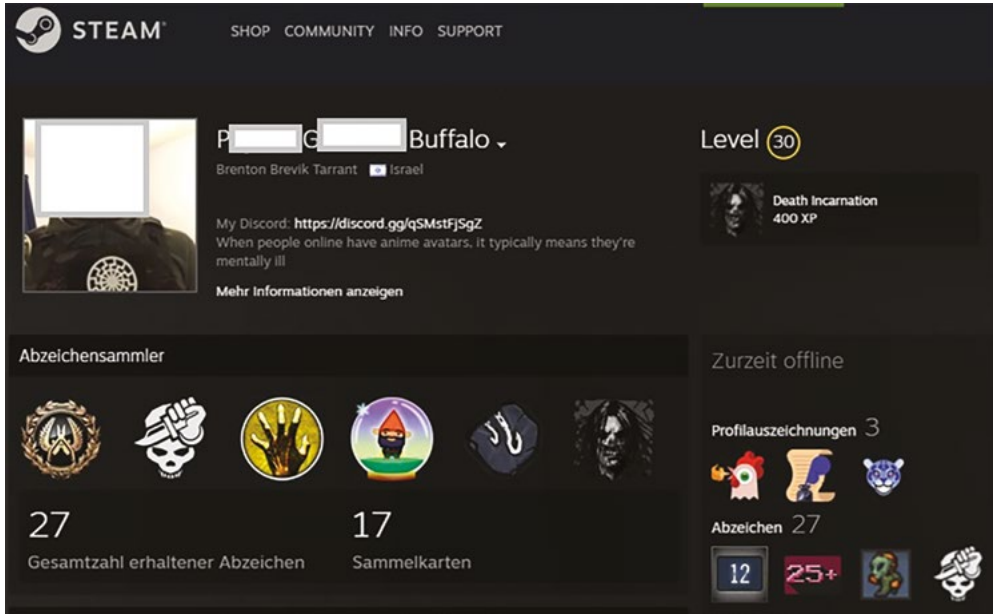 STEAM
SHOP COMMUNITY INFO SUPPORT
P G Buffalo
Brenton Brevik Tarrant Israel
My Discord: https://discord.gg/qSMstFjSgZ
When people online have anime avatars, it typically means they're
mentally ill
Mehr Informationen anzeigen
Level 30
Death Incarnation
400 XP
Abzeichensammler
27
Gesamtzahl erhaltener Abzeichen
17
Sammelkarten
Zurzeit offline
Profilauszeichnungen 3
Abzeichen 27
12
25+